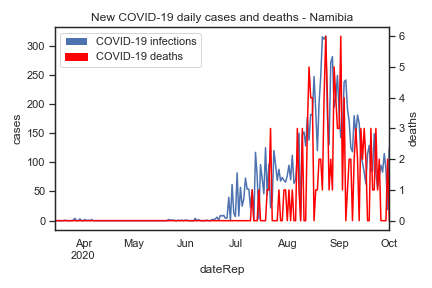 New COVID-19 daily cases and deaths - Namibia
COVID-19 infections
COVID-19 deaths
300
250
200
150
100
50
0
cases
6
5
4
3
2
1
0
deaths
Apr May Jun Jul Aug Sep Oct
2020
dateRep